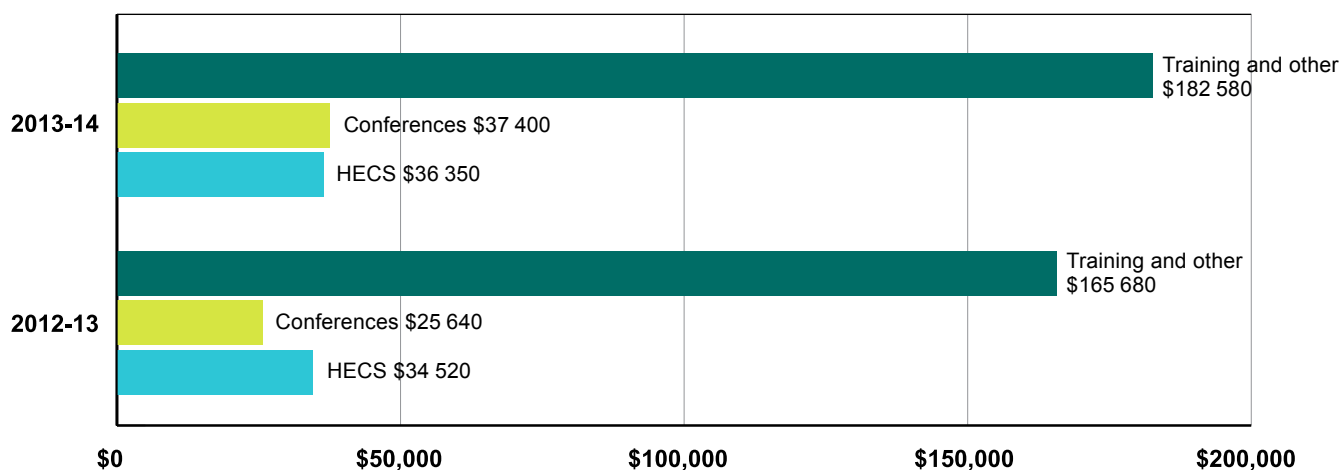 Training and other
$182 580
2013-14
Conferences $37 400
HECS $36 350
Training and other
$165 680
2012-13
Conferences $25 640
HECS $34 520
$0
$50,000
$100,000
$150,000
$200,000